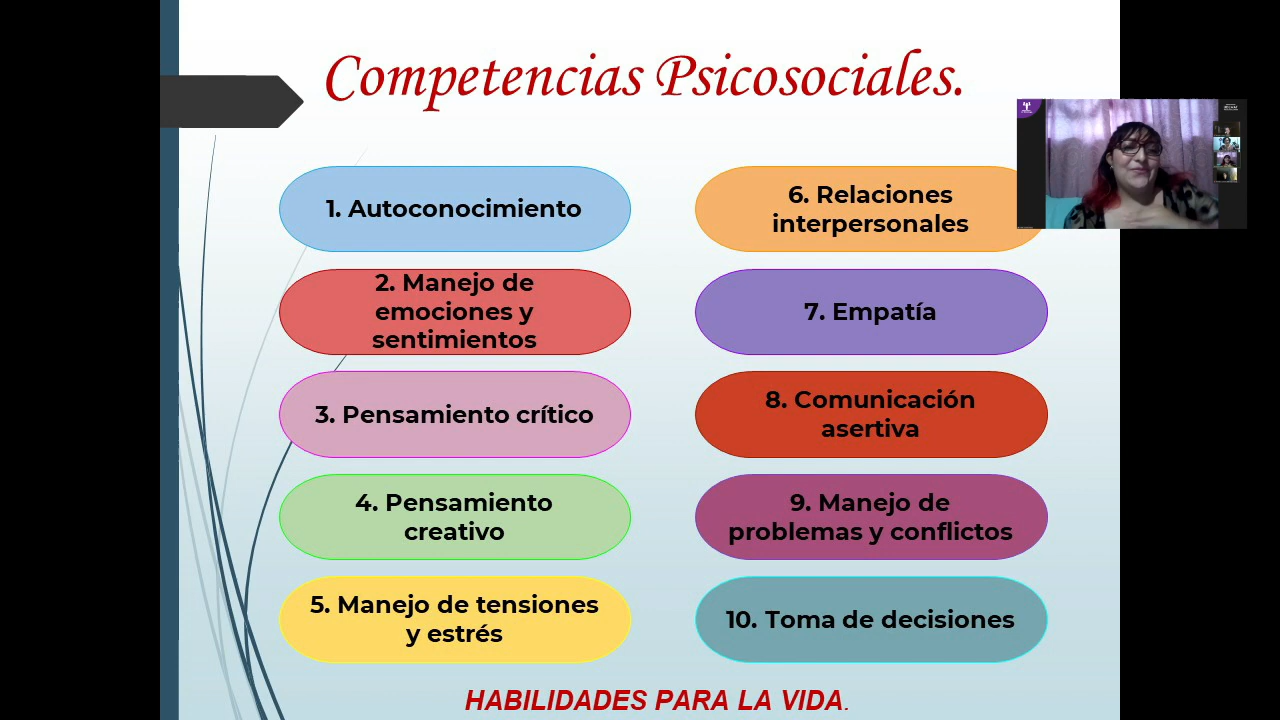 Competencias Psicosociales.
1. Autoconocimiento
2. Manejo de
emociones y
sentimientos
3. Pensamiento crítico
4. Pensamiento
creativo
5. Manejo de tensiones
y estrés
6. Relaciones
interpersonales
7. Empatía
8. Comunicación
asertiva
9. Manejo de
problemas y conflictos
10. Toma de decisiones
HABILIDADES PARA LA VIDA.